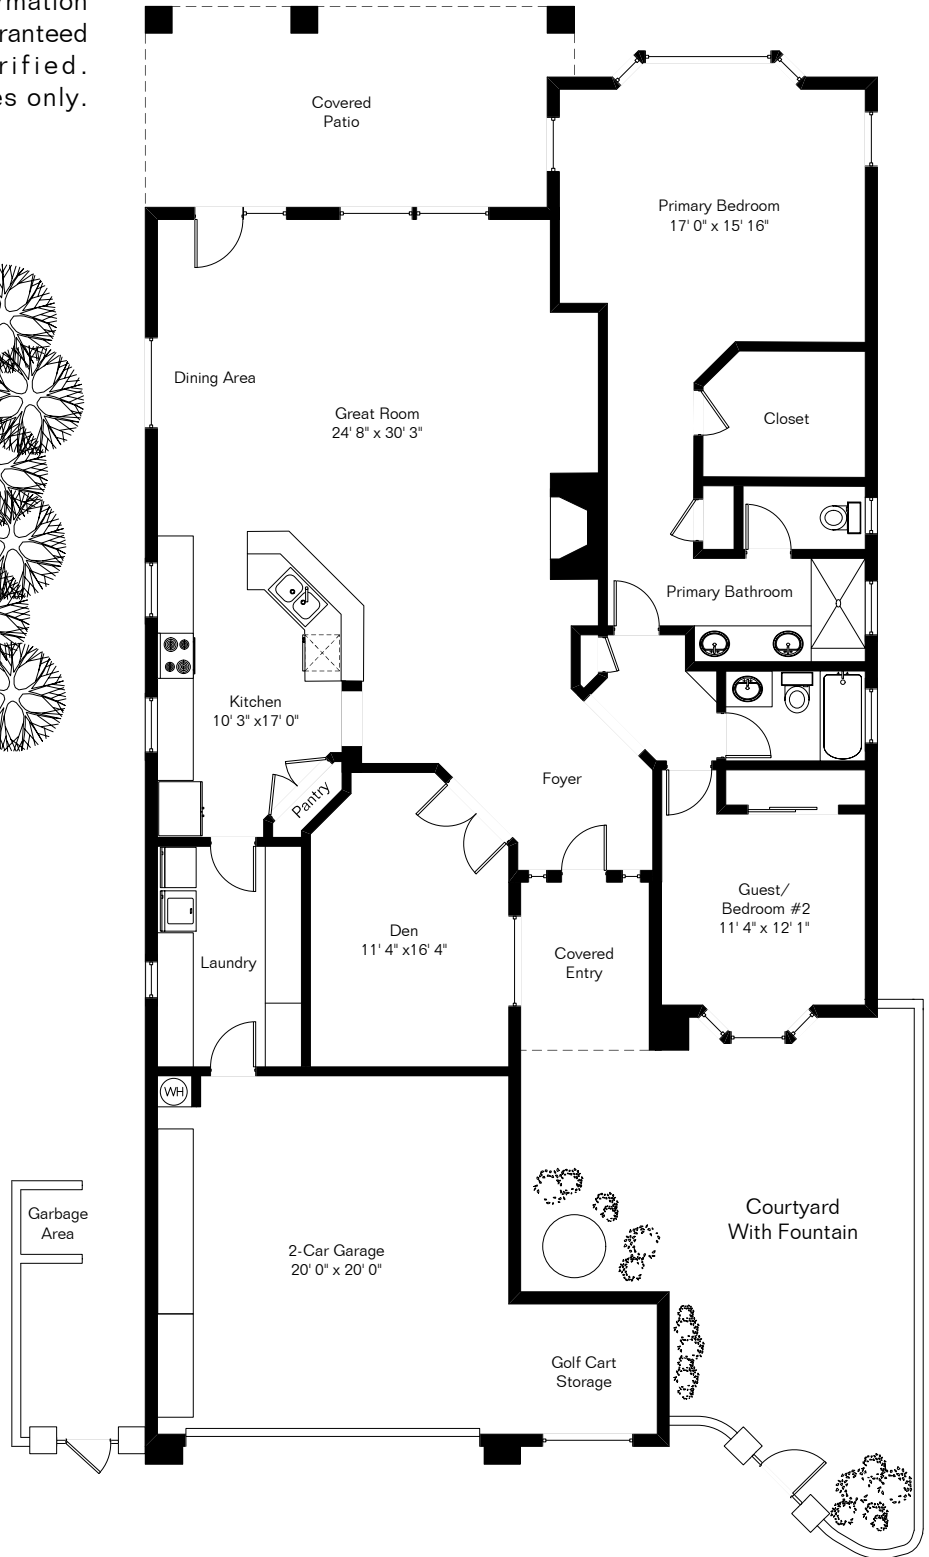 ranteed
rified.
es only.
Covered
Patio
Primary Bedroom
17' 0" x 15' 16"
Dining Area
Great Room
24' 8" x 30' 3"
Closet
Primary Bathroom
Kitchen
10' 3" x17' 0"
Pantry
Foyer
Guest/
Bedroom #2
11' 4" x 12' 1"
Den
11' 4" x16' 4"
Covered
Entry
Laundry
WH
Garbage
Area
Courtyard
With Fountain
2-Car Garage
20' 0" x 20' 0"
Golf Cart
Storage